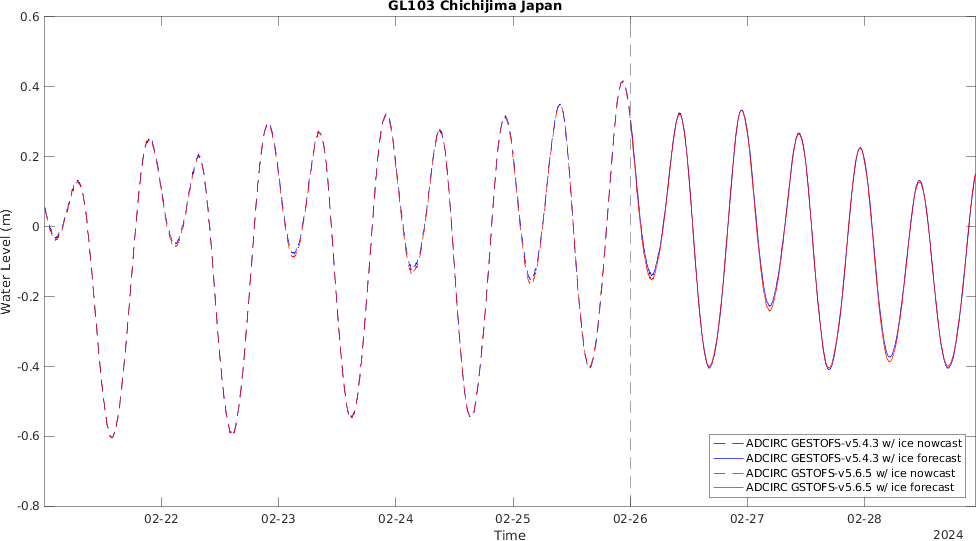 GL103 Chichijima Japan
0.6
0.4
0.2
0
-0.2
-0.4
-0.6
-0.8
Water Level (m)
02-22
02-23
02-24
02-25
02-26
02-27
02-28
Time
2024
ADCIRC GESTOFS-v5.4.3 w/ ice nowcast
ADCIRC GESTOFS-v5.4.3 w/ ice forecast
ADCIRC GSTOFS-v5.6.5 w/ ice nowcast
ADCIRC GSTOFS-v5.6.5 w/ ice forecast